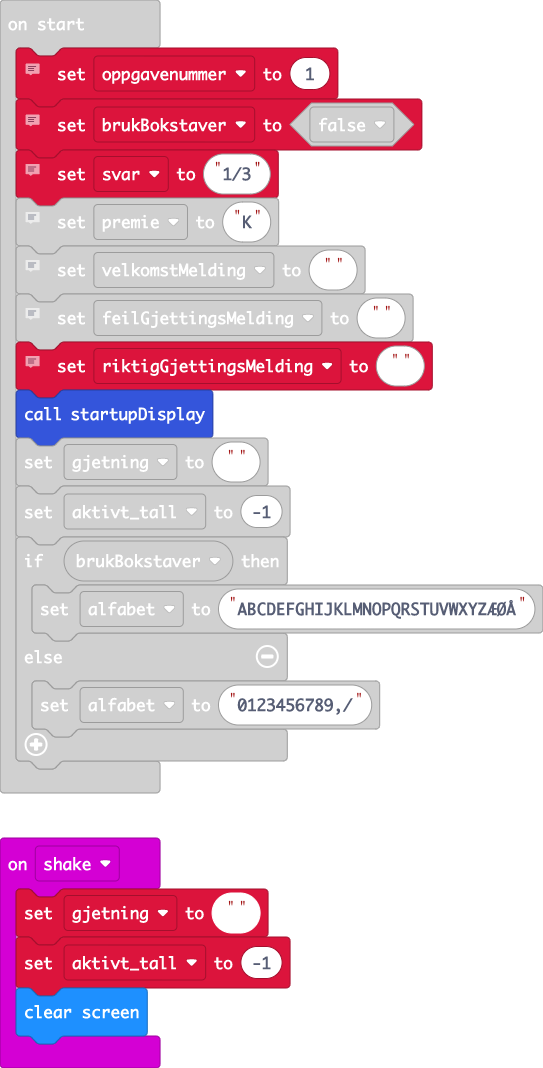 on start
set oppgavenummer to 1
set brukBokstaver to false
set svar to "1/3"
set premie to "K"
set velkomstMelding to " "
set feilGjettingsMelding to " "
set riktigGjettingsMelding to " "
call startupDisplay
set gjetning to " "
set aktivt_tall to -1
if brukBokstaver then
set alfabet to "ABCDEFGHIJKLMNOPQRSTUVWXYZÆØÅ"
else
set alfabet to "0123456789,/"
on shake
set gjetning to " "
set aktivt_tall to -1
clear screen